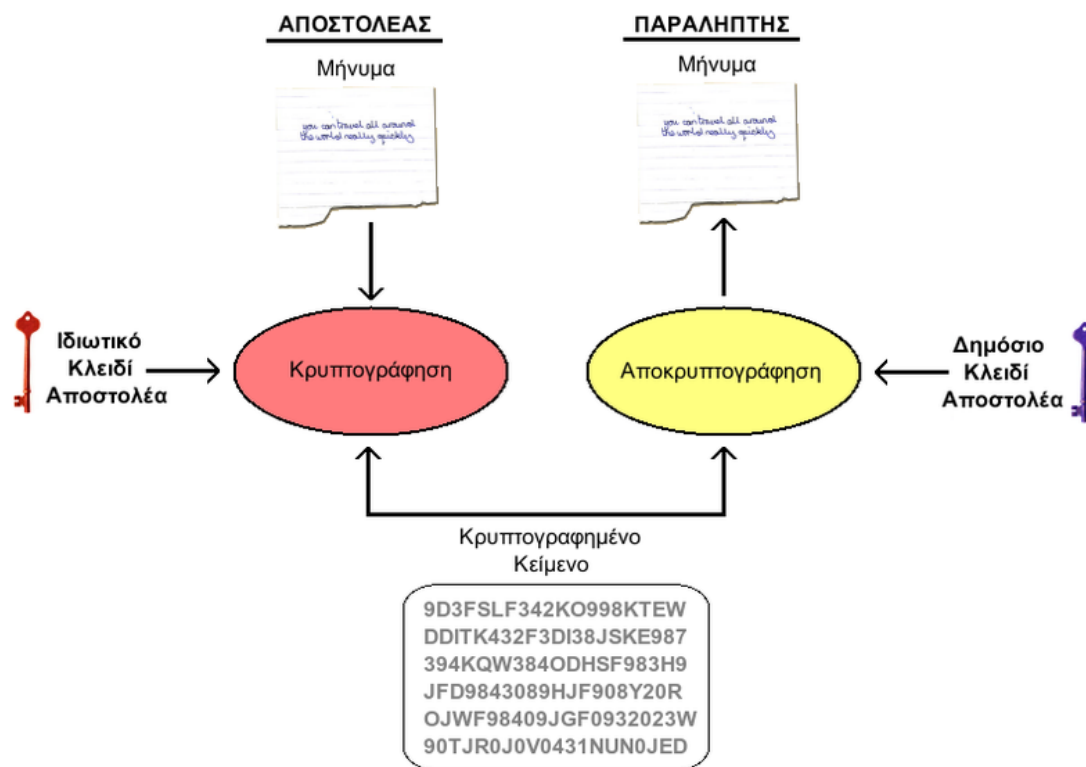 ΑΠΟΣΤΟΛΕΑΣ
Μήνυμα
you can travel all around
the world really quickly
ΠΑΡΑΛΗΠΤΗΣ
Μήνυμα
you can travel all around
the world really quickly
Ιδιωτικό
Κλειδί
Αποστολέα
Κρυπτογράφηση
Αποκρυπτογράφηση
Δημόσιο
Κλειδί
Αποστολέα
Κρυπτογραφημένο
Κείμενο
9D3FSLF342KO998KTEW
DDITK432F3DI38JSKE987
394KQW384ODHSF983H9
JFD9843089HJF908Y20R
OJWF98409JGF0932023W
90TJR0J0V0431NUN0JED